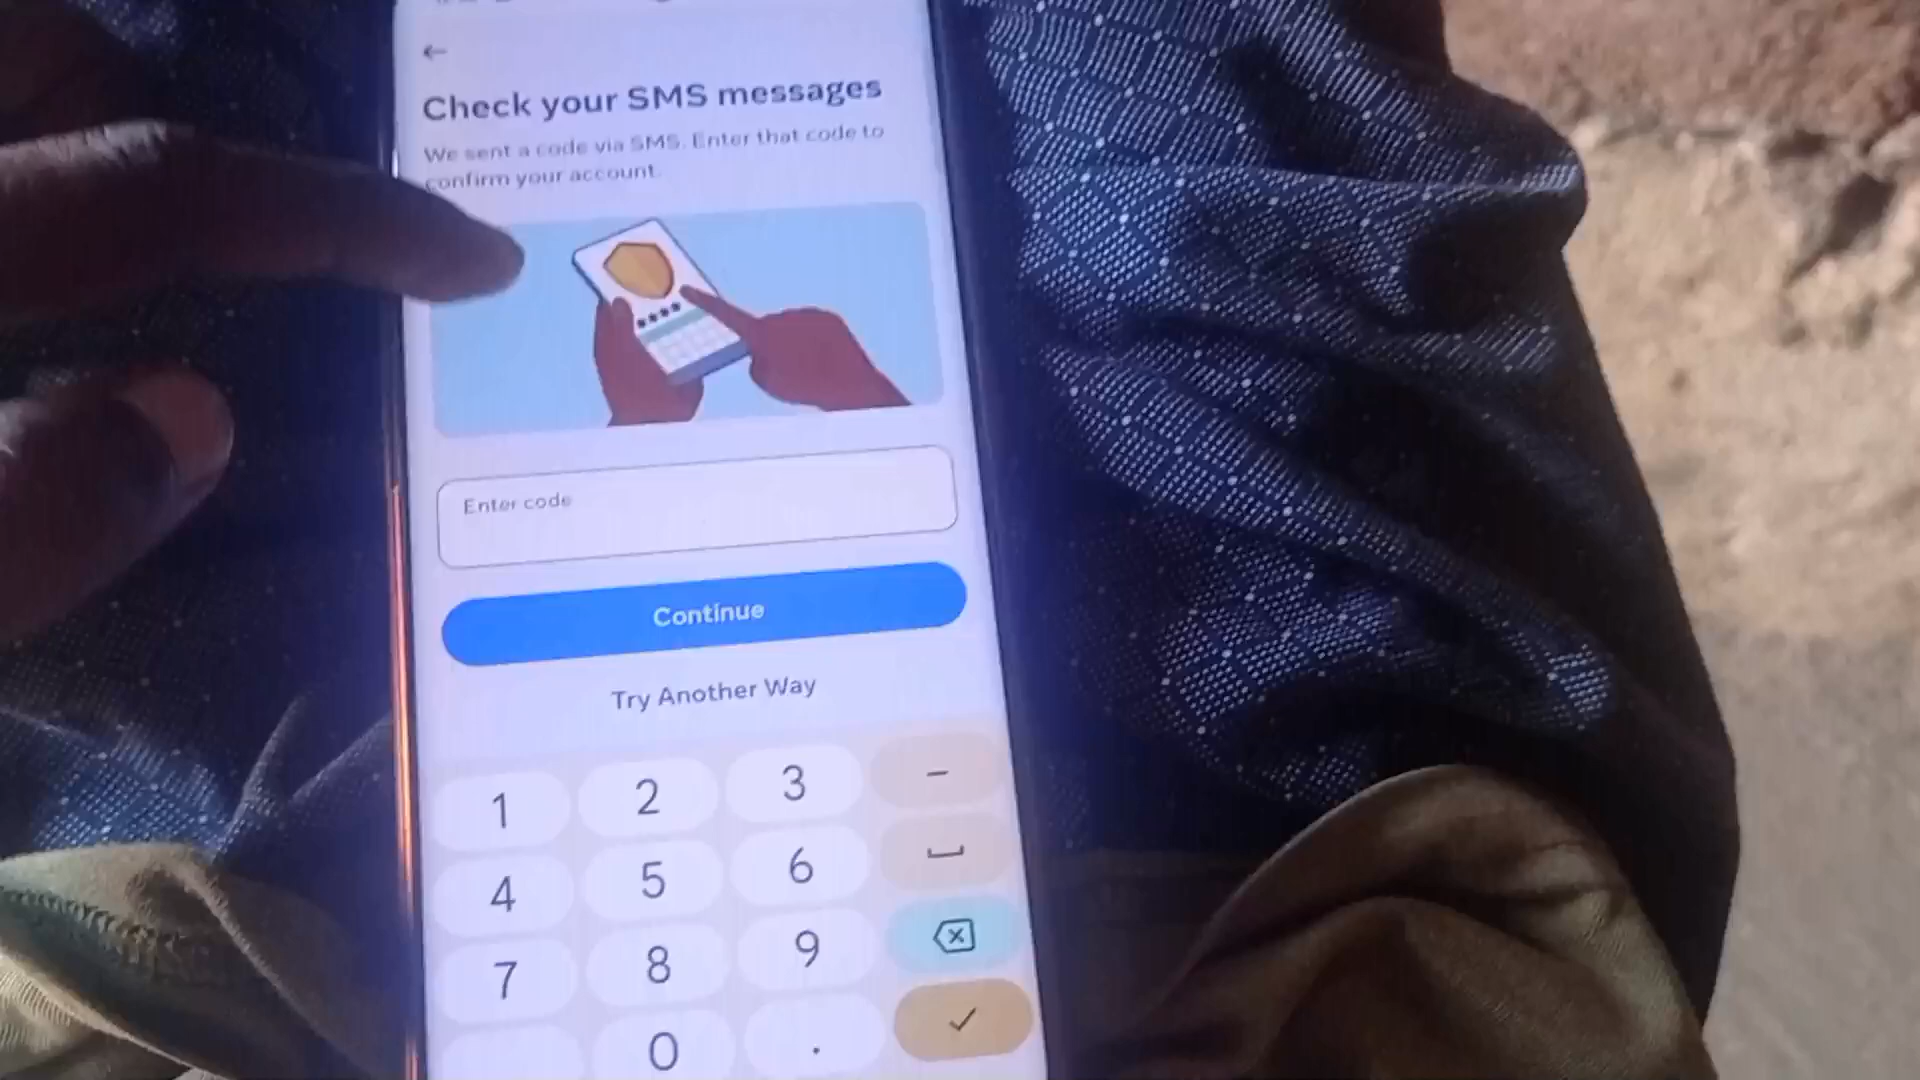 Check your SMS messages
We sent a code via SMS. Enter that code to
confirm your account.
Enter code
Continue
Try Another Way
1 2 3 –
4 5 6
7 8 9
0 .